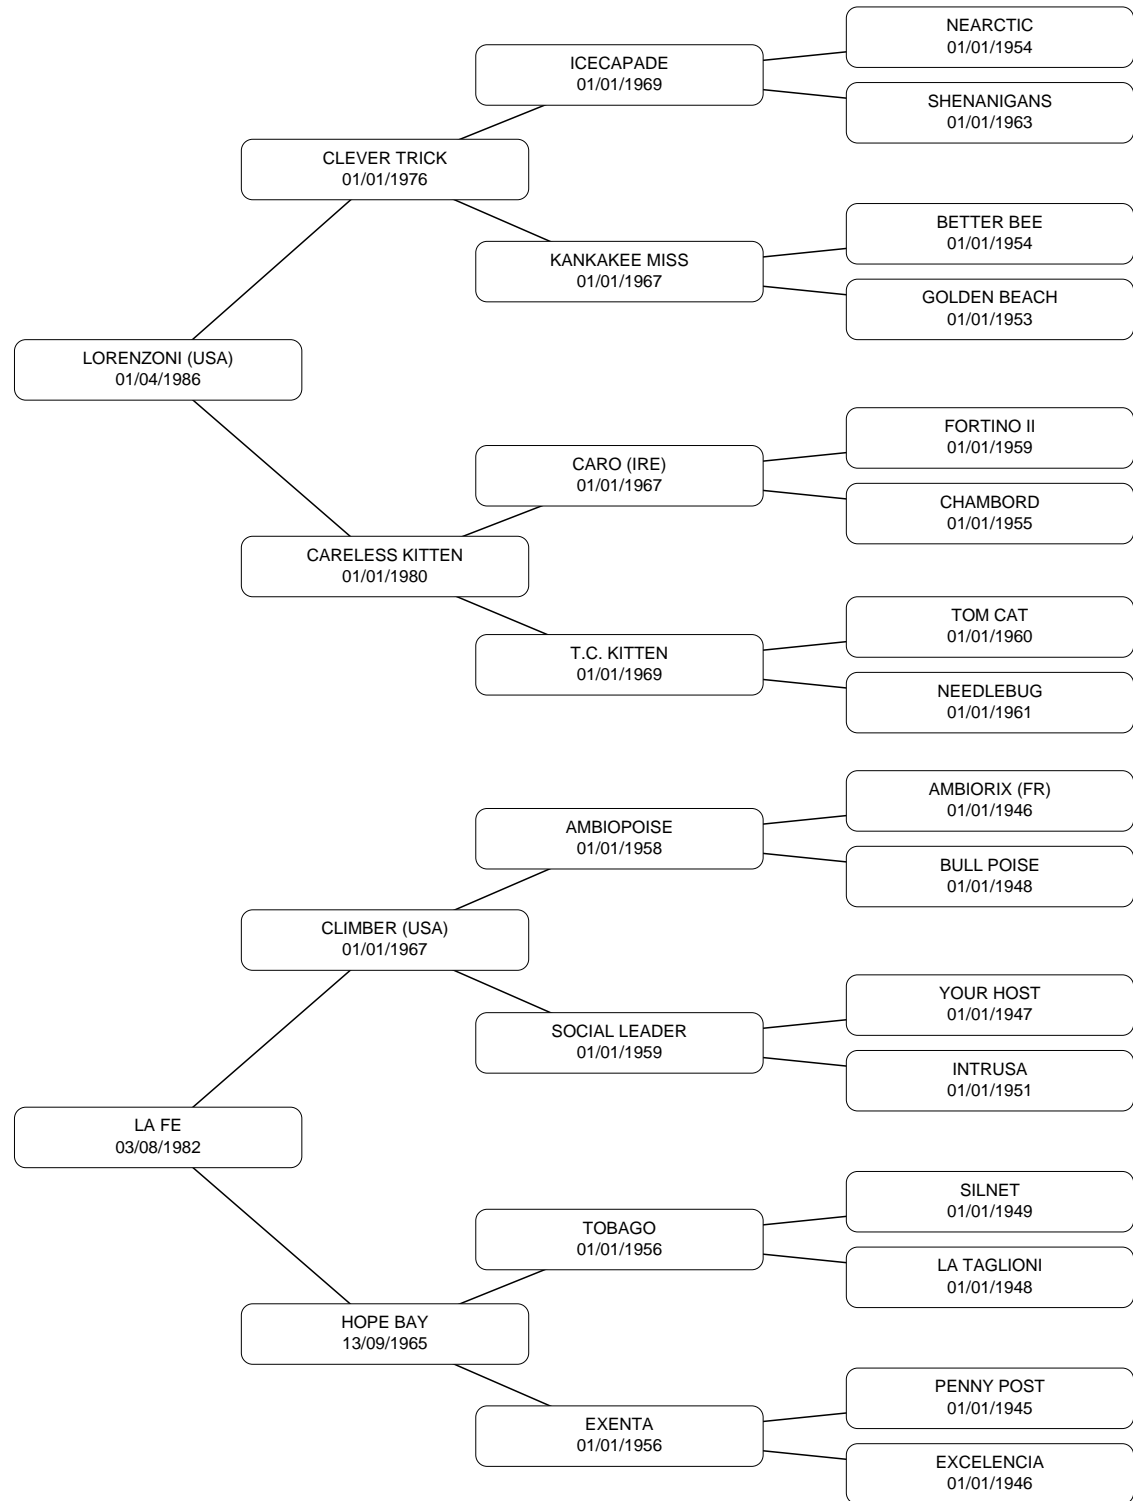 NEARCTIC
01/01/1954
ICECAPADE
01/01/1969
SHENANIGANS
01/01/1963
CLEVER TRICK
01/01/1976
BETTER BEE
01/01/1954
KANKAKEE MISS
01/01/1967
GOLDEN BEACH
01/01/1953
LORENZONI (USA)
01/04/1986
FORTINO II
01/01/1959
CARO (IRE)
01/01/1967
CHAMBORD
01/01/1955
CARELESS KITTEN
01/01/1980
TOM CAT
01/01/1960
T.C. KITTEN
01/01/1969
NEEDLEBUG
01/01/1961
AMBIORIX (FR)
01/01/1946
AMBIOPOISE
01/01/1958
BULL POISE
01/01/1948
CLIMBER (USA)
01/01/1967
YOUR HOST
01/01/1947
SOCIAL LEADER
01/01/1959
INTRUSA
01/01/1951
LA FE
03/08/1982
SILNET
01/01/1949
TOBAGO
01/01/1956
LA TAGLIONI
01/01/1948
HOPE BAY
13/09/1965
PENNY POST
01/01/1945
EXENTA
01/01/1956
EXCELENCIA
01/01/1946